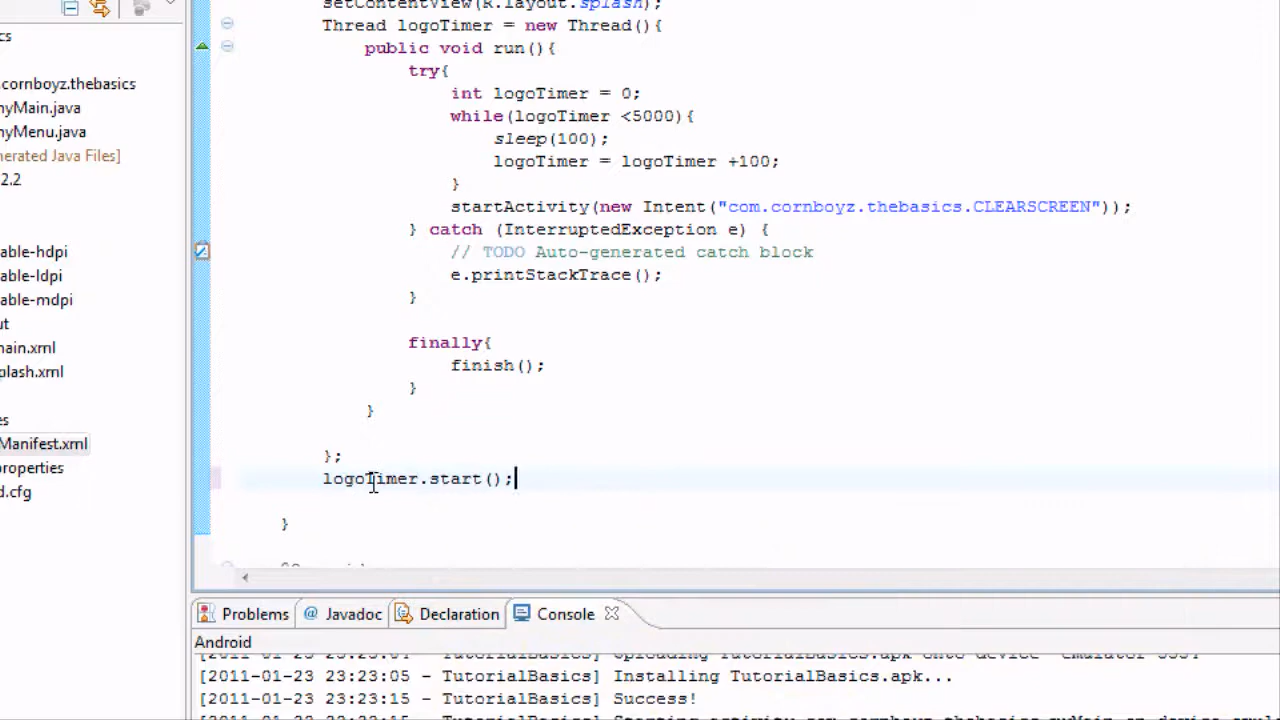 setContentView(R.layout.splash);
Thread logoTimer = new Thread(){
public void run(){
try{
int logoTimer = 0;
while(logoTimer <5000){
sleep(100);
logoTimer = logoTimer +100;
}
startActivity(new Intent("com.cornboyz.thebasics.CLEARSCREEN"));
} catch (InterruptedException e) {
// TODO Auto-generated catch block
e.printStackTrace();
}
finally{
finish();
}
}
};
logoTimer.start();
}
cs
cornboyz.thebasics
nyMain.java
nyMenu.java
nerated Java Files]
2.2
able-hdpi
able-ldpi
able-mdpi
ut
nain.xml
plash.xml
es
Manifest.xml
properties
d.cfg
Problems
@ Javadoc
Declaration
Console
Android
[2011-01-23 23:23:05 - TutorialBasics] Installing TutorialBasics.apk...
[2011-01-23 23:23:15 - TutorialBasics] Success!